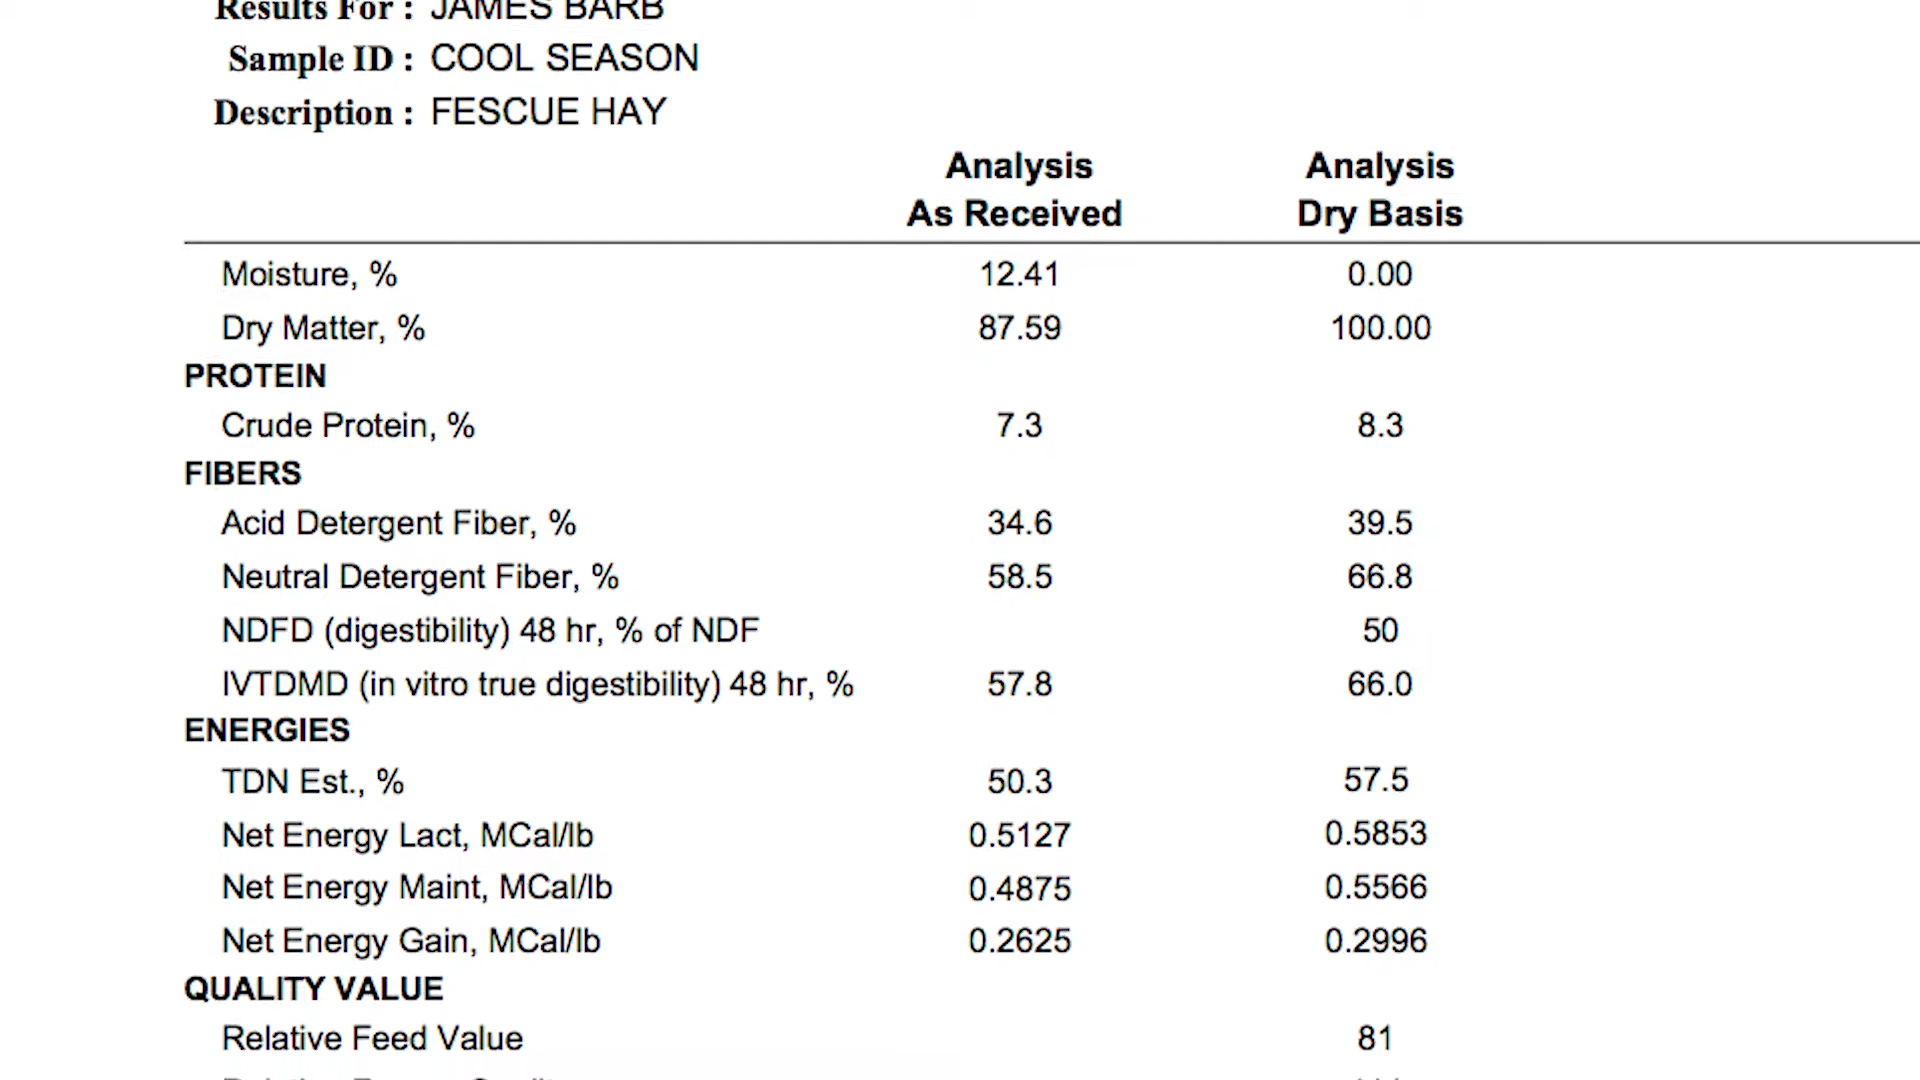 Results For : JAMES BARB
Sample ID : COOL SEASON
Description : FESCUE HAY
Analysis Analysis
As Received Dry Basis
Moisture, % 12.41 0.00
Dry Matter, % 87.59 100.00
PROTEIN
Crude Protein, % 7.3 8.3
FIBERS
Acid Detergent Fiber, % 34.6 39.5
Neutral Detergent Fiber, % 58.5 66.8
NDFD (digestibility) 48 hr, % of NDF 50
IVTDMD (in vitro true digestibility) 48 hr, % 57.8 66.0
ENERGIES
TDN Est., % 50.3 57.5
Net Energy Lact, MCal/lb 0.5127 0.5853
Net Energy Maint, MCal/lb 0.4875 0.5566
Net Energy Gain, MCal/lb 0.2625 0.2996
QUALITY VALUE
Relative Feed Value 81